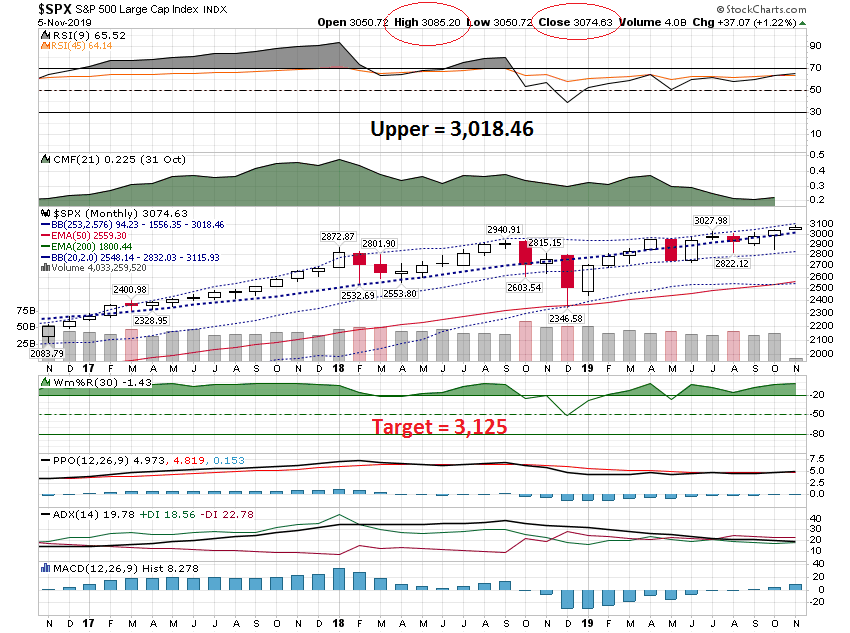 $SPX S&P 500 Large Cap Index INDX
© StockCharts.com
5-Nov-2019
Open 3050.72 High 3085.20 Low 3050.72 Close 3074.63 Volume 4.0B Chg +37.07 (+1.22%)
RSI(9) 65.52
RSI(45) 64.14
90
70
50
30
10
Upper = 3,018.46
CMF(21) 0.225 (31 Oct)
0.5
0.4
0.3
0.2
$SPX (Monthly) 3074.63
BB(253,2.576) 94.23 - 1556.35 - 3018.46
EMA(50) 2559.30
EMA(200) 1800.44
BB(20,2.0) 2548.14 - 2832.03 - 3115.93
Volume 4,033,259,520
2872.87
2801.90
2940.91
2815.15
3027.98
2400.98
2328.95
2532.69
2553.80
2603.54
2346.58
2822.12
2083.79
75B
50B
25B
3100
3000
2900
2800
2700
2600
2500
2400
2300
2200
2100
2000
N D 17 F M A M J J A S O N D 18 F M A M J J A S O N D 19 F M A M J J A S O N
Wm%R(30) -1.43
-20
-50
-80
Target = 3,125
PPO(12,26,9) 4.973, 4.819, 0.153
7.5
5.0
2.5
0.0
ADX(14) 19.78 +DI 18.56 -DI 22.78
40
30
20
10
MACD(12,26,9) Hist 8.278
40
20
0
-20
N D 17 F M A M J J A S O N D 18 F M A M J J A S O N D 19 F M A M J J A S O N